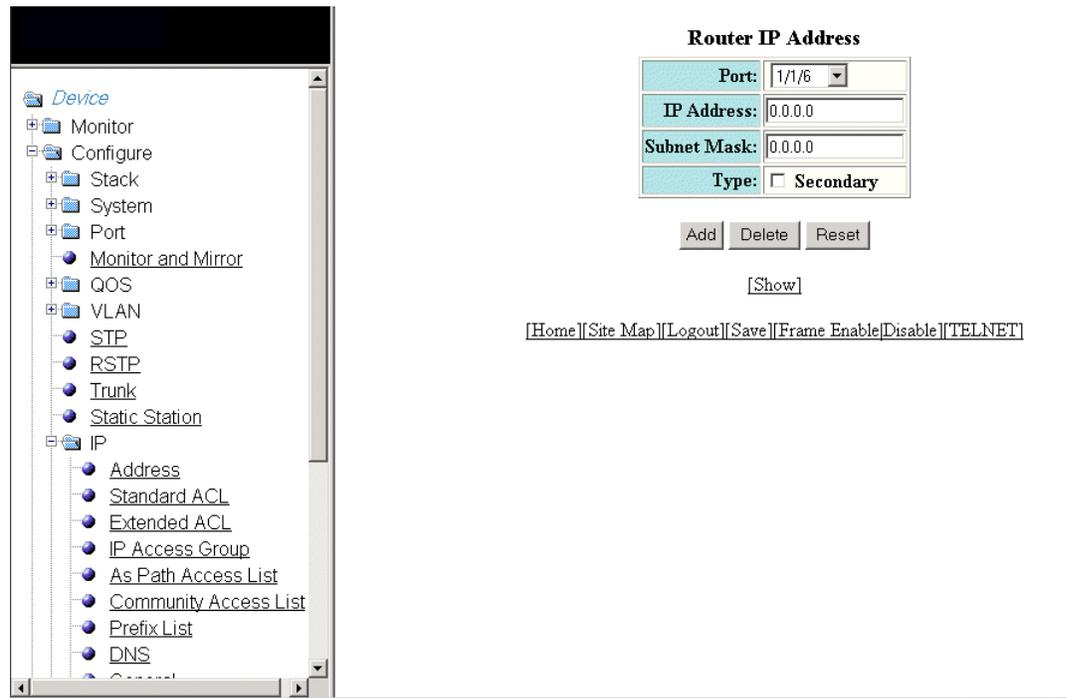 Device
Monitor
Configure
Stack
System
Port
Monitor and Mirror
QOS
VLAN
STP
RSTP
Trunk
Static Station
IP
Address
Standard ACL
Extended ACL
IP Access Group
As Path Access List
Community Access List
Prefix List
DNS
Router IP Address
Port: 1/1/6
IP Address: 0.0.0.0
Subnet Mask: 0.0.0.0
Type: Secondary
Add Delete Reset
[Show]
[Home][Site Map][Logout][Save][Frame Enable|Disable][TELNET]